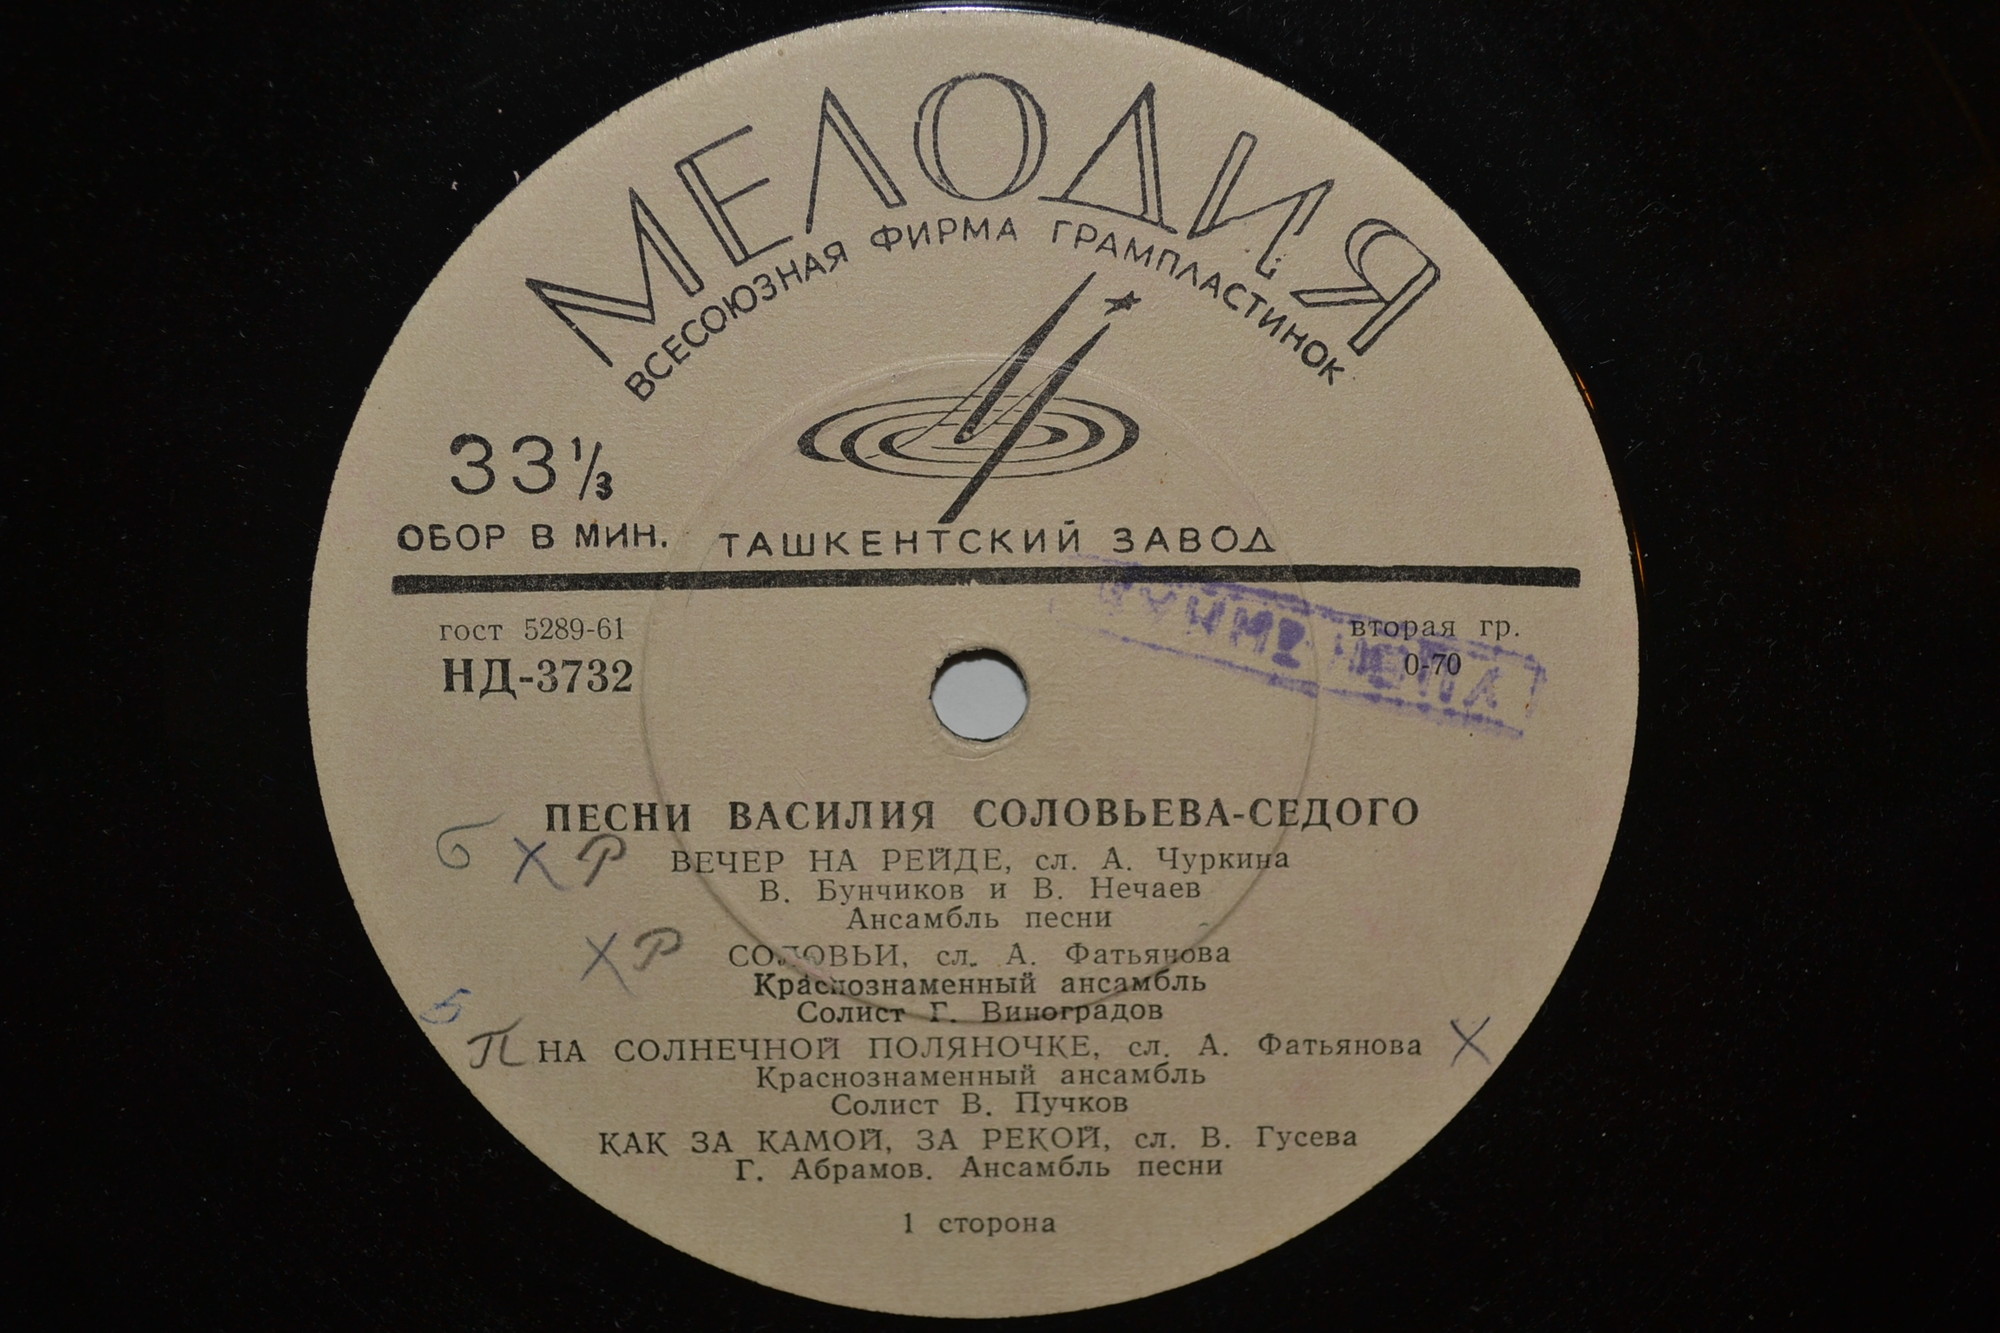 МЕЛОДИЯ
ВСЕСОЮЗНАЯ ФИРМА ГРАМПЛАСТИНОК
33⅓
ОБОР В МИН. ТАШКЕНТСКИЙ ЗАВОД
гост 5289-61 вторая гр.
НД-3732 0-70
ПЕСНИ ВАСИЛИЯ СОЛОВЬЕВА-СЕДОГО
б Х Р ВЕЧЕР НА РЕЙДЕ, сл. А. Чуркина
В. Бунчиков и В. Нечаев
Ансамбль песни
Х Р СОЛОВЬИ, сл. А. Фатьянова
Краснознаменный ансамбль
Солист Г. Виноградов
П НА СОЛНЕЧНОЙ ПОЛЯНОЧКЕ, сл. А. Фатьянова Х
Краснознаменный ансамбль
Солист В. Пучков
КАК ЗА КАМОЙ, ЗА РЕКОЙ, сл. В. Гусева
Г. Абрамов. Ансамбль песни
1 сторона